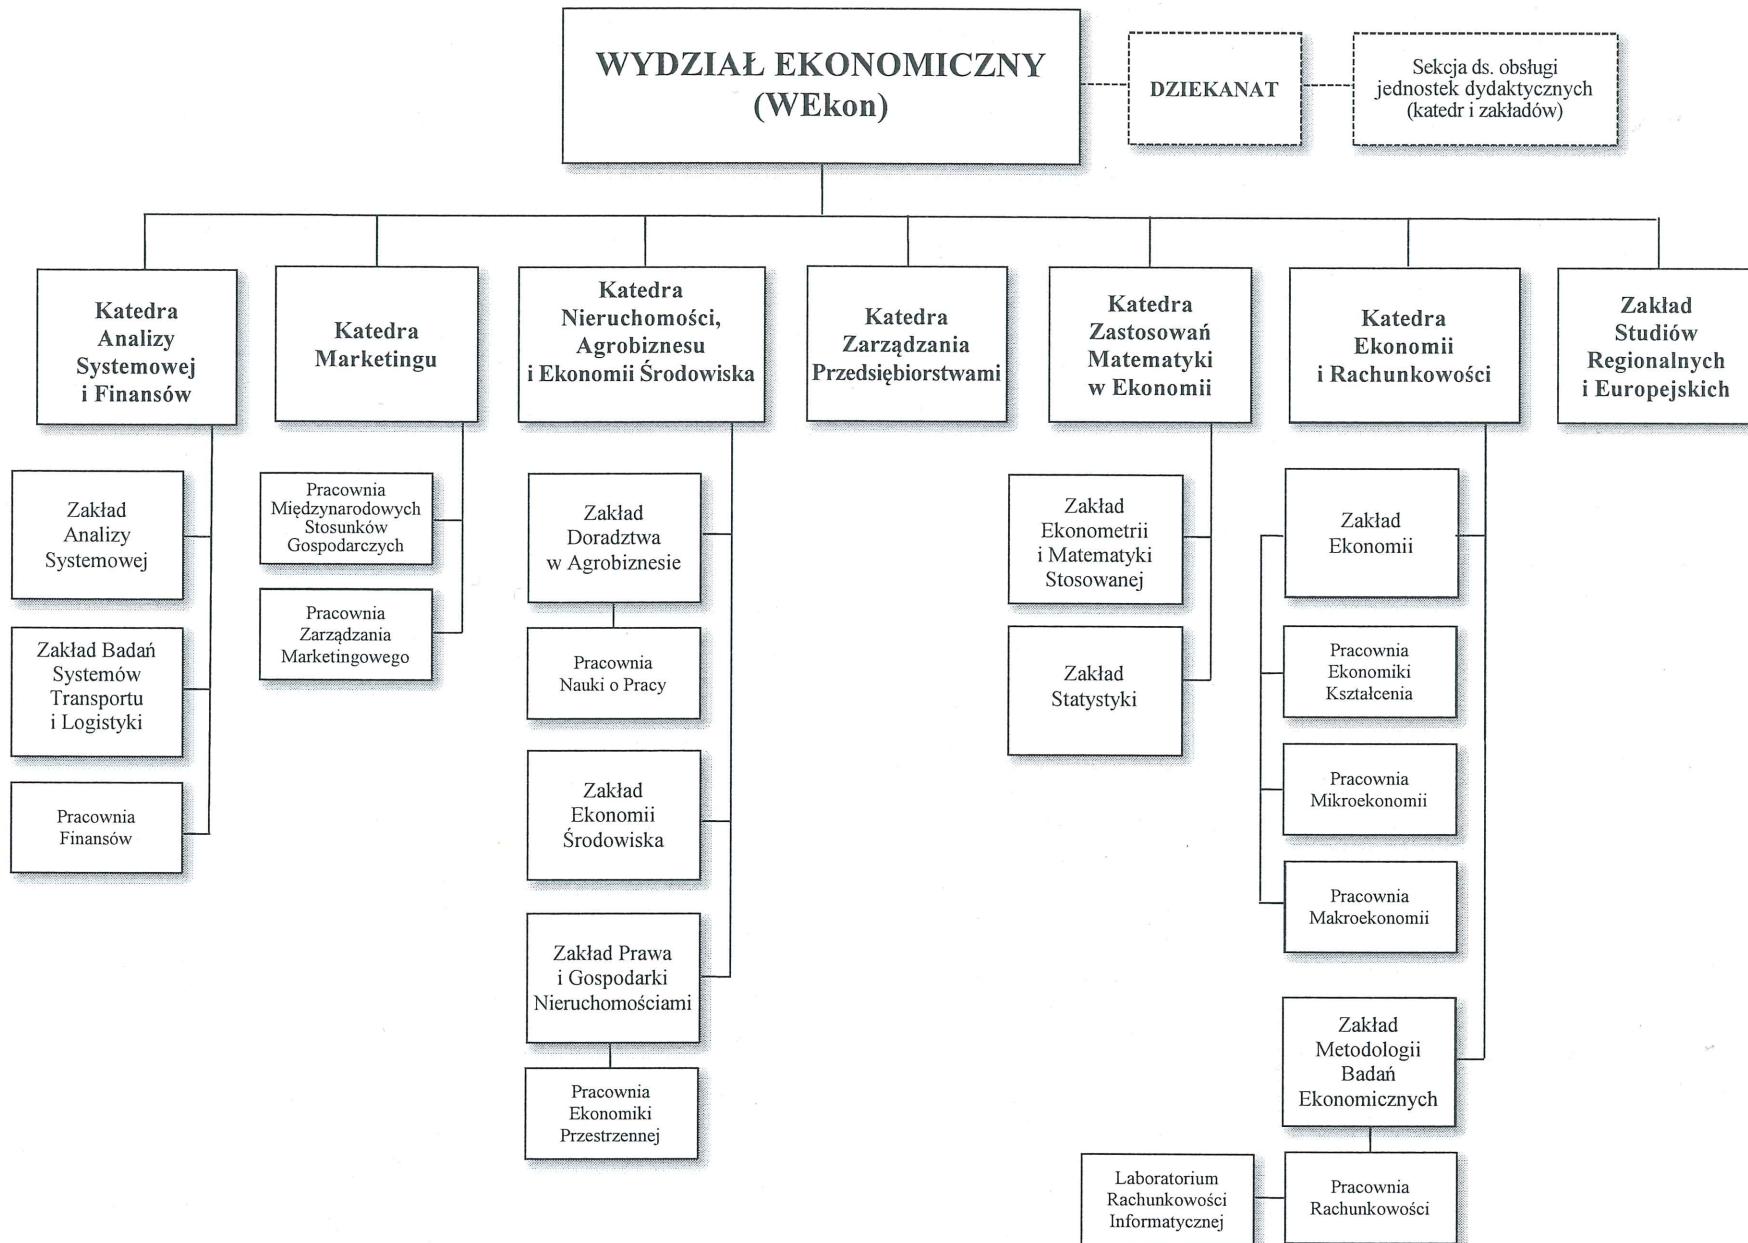 WYDZIAŁ EKONOMICZNY
(WEkon)
DZIEKANAT
Sekcja ds. obsługi
jednostek dydaktycznych
(katedr i zakładów)
Katedra
Analizy
Systemowej
i Finansów
Katedra
Marketingu
Katedra
Nieruchomości,
Agrobiznesu
i Ekonomii Środowiska
Katedra
Zarządzania
Przedsiębiorstwami
Katedra
Zastosowań
Matematyki
w Ekonomii
Katedra
Ekonomii
i Rachunkowości
Zakład
Studiów
Regionalnych
i Europejskich
Zakład
Analizy
Systemowej
Zakład Badań
Systemów
Transportu
i Logistyki
Pracownia
Finansów
Pracownia
Międzynarodowych
Stosunków
Gospodarczych
Pracownia
Zarządzania
Marketingowego
Zakład
Doradztwa
w Agrobiznesie
Pracownia
Nauki o Pracy
Zakład
Ekonomii
Środowiska
Zakład Prawa
i Gospodarki
Nieruchomościami
Pracownia
Ekonomiki
Przestrzennej
Zakład
Ekonometrii
i Matematyki
Stosowanej
Zakład
Statystyki
Zakład
Ekonomii
Pracownia
Ekonomiki
Kształcenia
Pracownia
Mikroekonomii
Pracownia
Makroekonomii
Zakład
Metodologii
Badań
Ekonomicznych
Laboratorium
Rachunkowości
Informatycznej
Pracownia
Rachunkowości